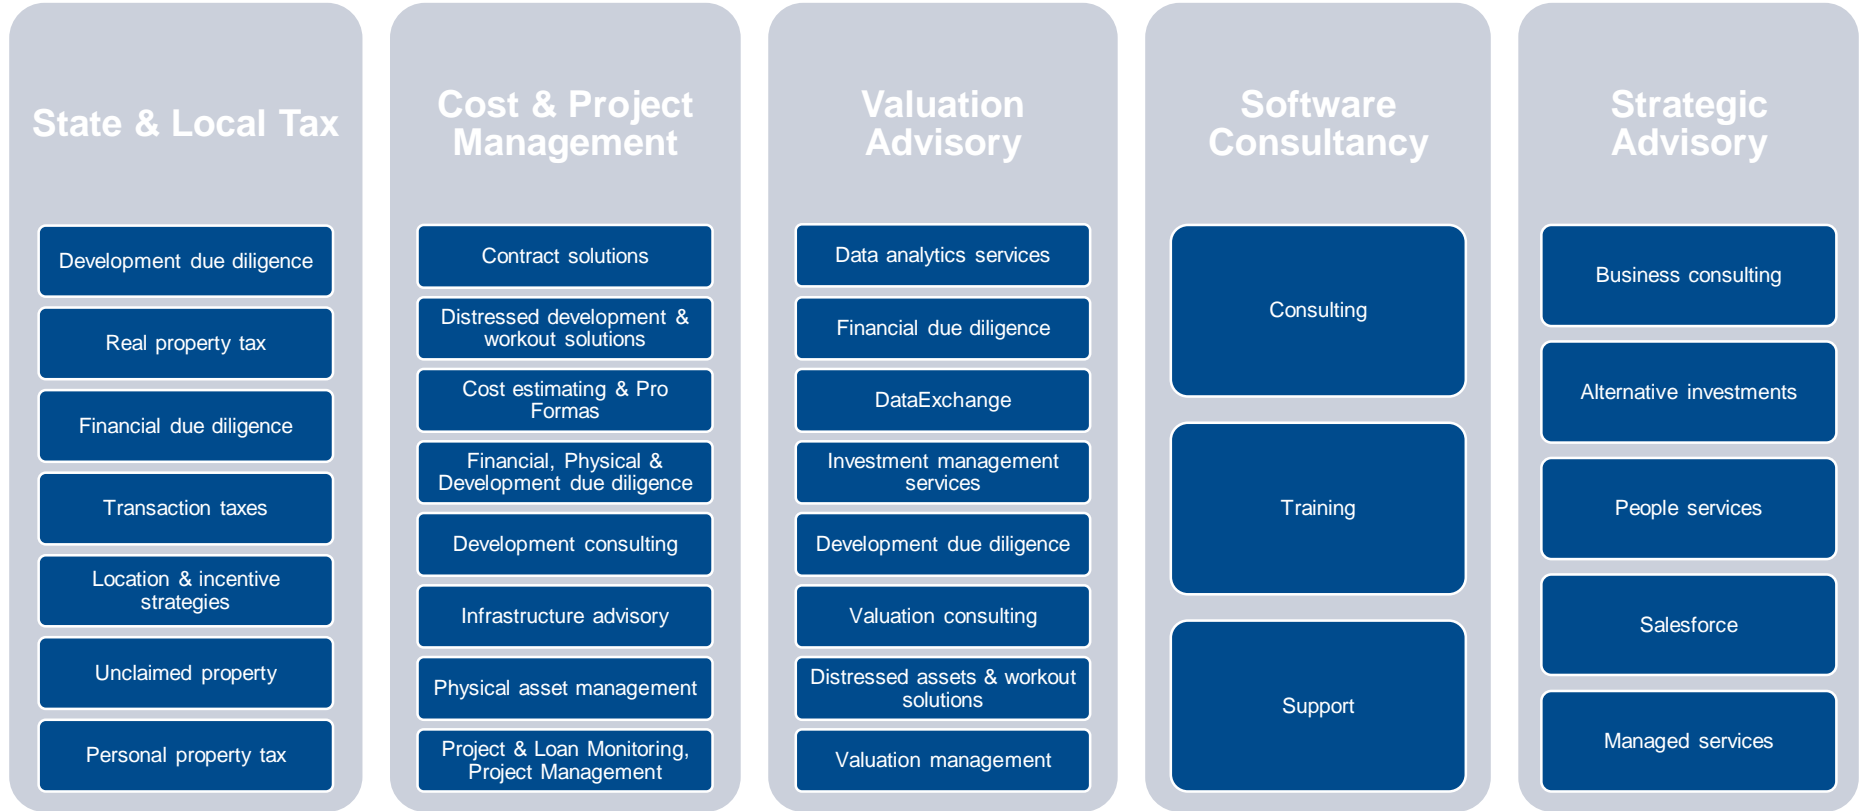 State & Local Tax
Development due diligence
Real property tax
Financial due diligence
Transaction taxes
Location & incentive
strategies
Unclaimed property
Personal property tax
Cost & Project
Management
Contract solutions
Distressed development &
workout solutions
Cost estimating & Pro
Formas
Financial, Physical &
Development due diligence
Development consulting
Infrastructure advisory
Physical asset management
Project & Loan Monitoring,
Project Management
Valuation
Advisory
Data analytics services
Financial due diligence
DataExchange
Investment management
services
Development due diligence
Valuation consulting
Distressed assets & workout
solutions
Valuation management
Software
Consultancy
Consulting
Training
Support
Strategic
Advisory
Business consulting
Alternative investments
People services
Salesforce
Managed services